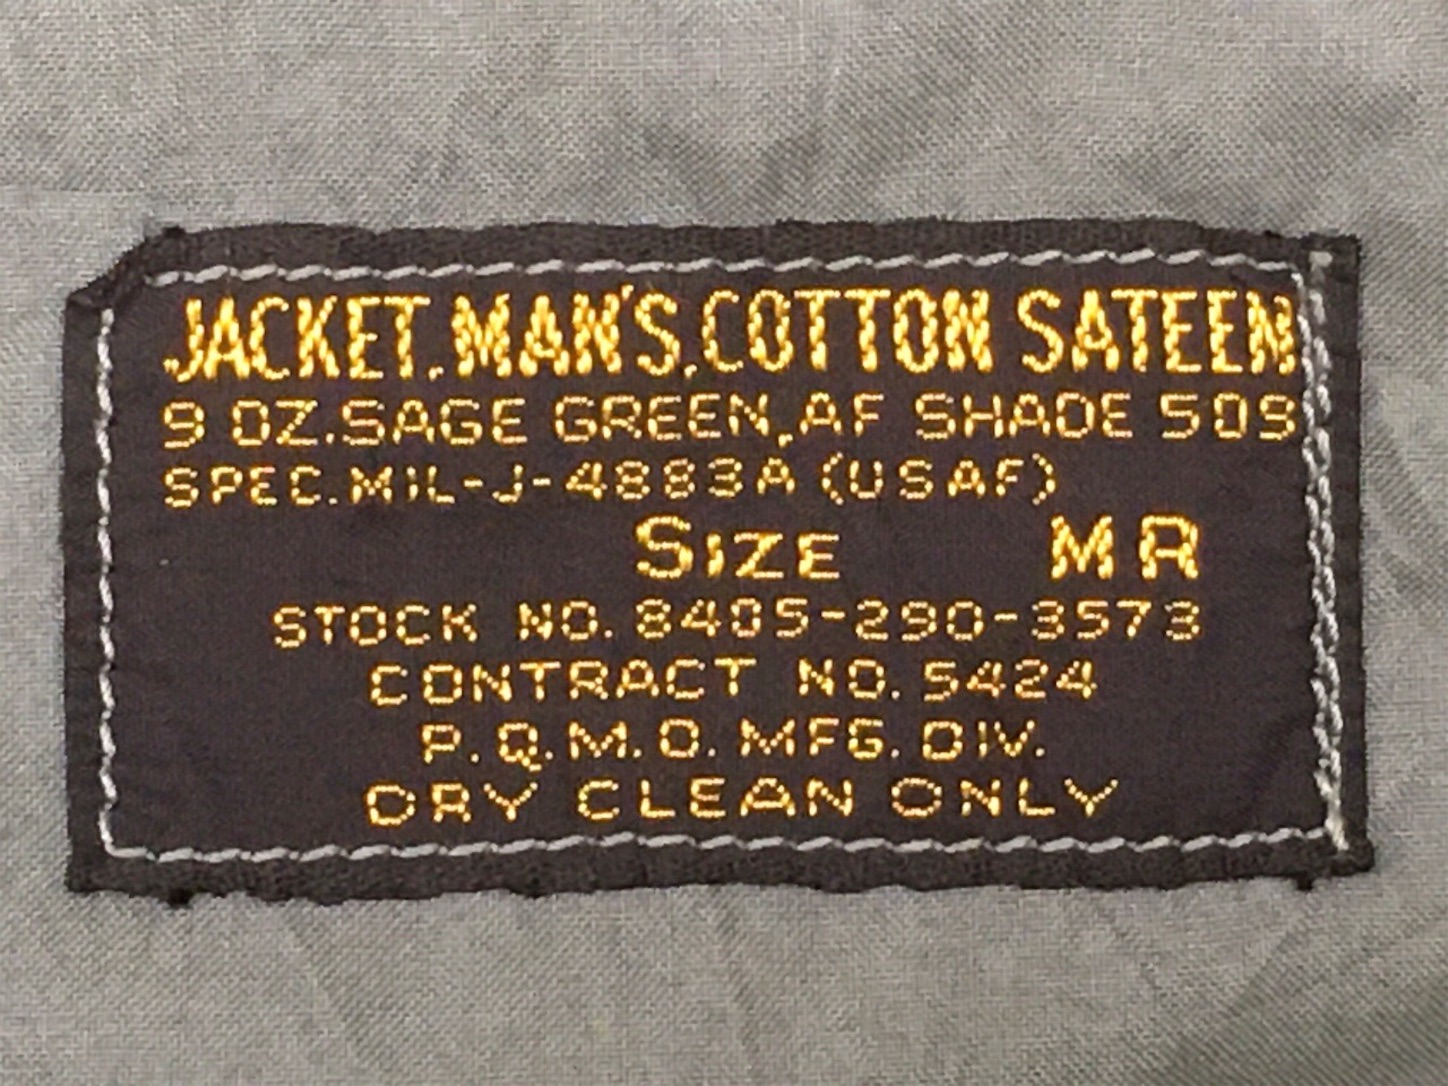 JACKET, MAN'S, COTTON SATEEN
9 OZ. SAGE GREEN, AF SHADE 509
SPEC. MIL-J-4883A (USAF)
SIZE MR
STOCK NO. 8405-290-3573
CONTRACT NO. 5424
P.Q.M.D. MFG. DIV.
DRY CLEAN ONLY